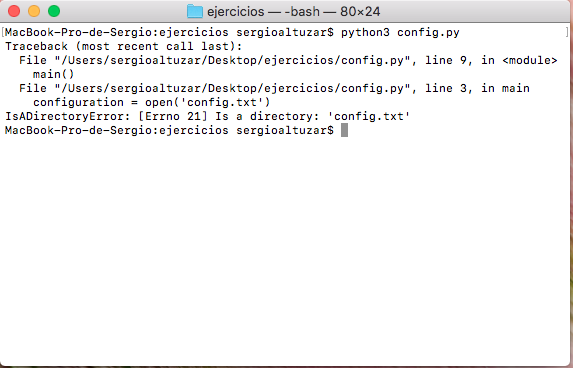 ejercicios — -bash — 80×24
[MacBook-Pro-de-Sergio:ejercicios sergioaltuzar$ python3 config.py ]
Traceback (most recent call last):
  File "/Users/sergioaltuzar/Desktop/ejercicios/config.py", line 9, in <module>
    main()
  File "/Users/sergioaltuzar/Desktop/ejercicios/config.py", line 3, in main
    configuration = open('config.txt')
IsADirectoryError: [Errno 21] Is a directory: 'config.txt'
MacBook-Pro-de-Sergio:ejercicios sergioaltuzar$